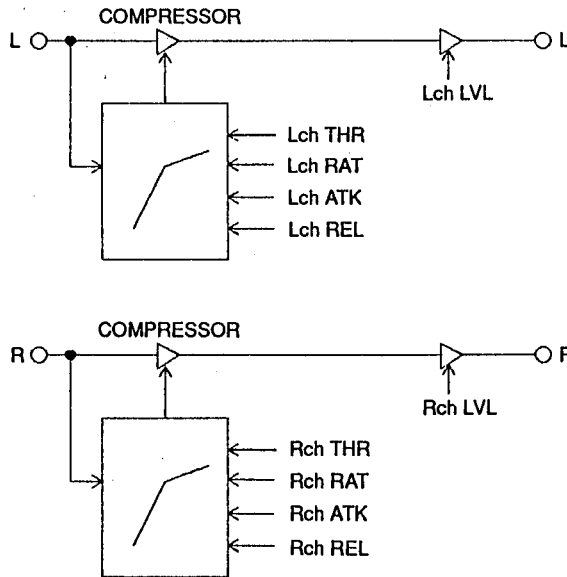 COMPRESSOR
L
L
Lch LVL
Lch THR
Lch RAT
Lch ATK
Lch REL
COMPRESSOR
R
Rch LVL
Rch THR
Rch RAT
Rch ATK
Rch REL